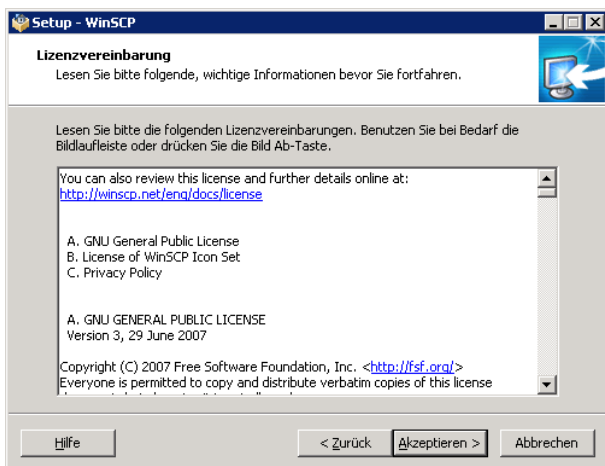 Setup - WinSCP
Lizenzvereinbarung
Lesen Sie bitte folgende, wichtige Informationen bevor Sie fortfahren.
Lesen Sie bitte die folgenden Lizenzvereinbarungen. Benutzen Sie bei Bedarf die
Bildlaufleiste oder drücken Sie die Bild Ab-Taste.
You can also review this license and further details online at:
http://winscp.net/eng/docs/license
A. GNU General Public License
B. License of WinSCP Icon Set
C. Privacy Policy
A. GNU GENERAL PUBLIC LICENSE
Version 3, 29 June 2007
Copyright (C) 2007 Free Software Foundation, Inc. <http://fsf.org/>
Everyone is permitted to copy and distribute verbatim copies of this license
Hilfe
< Zurück
Akzeptieren >
Abbrechen